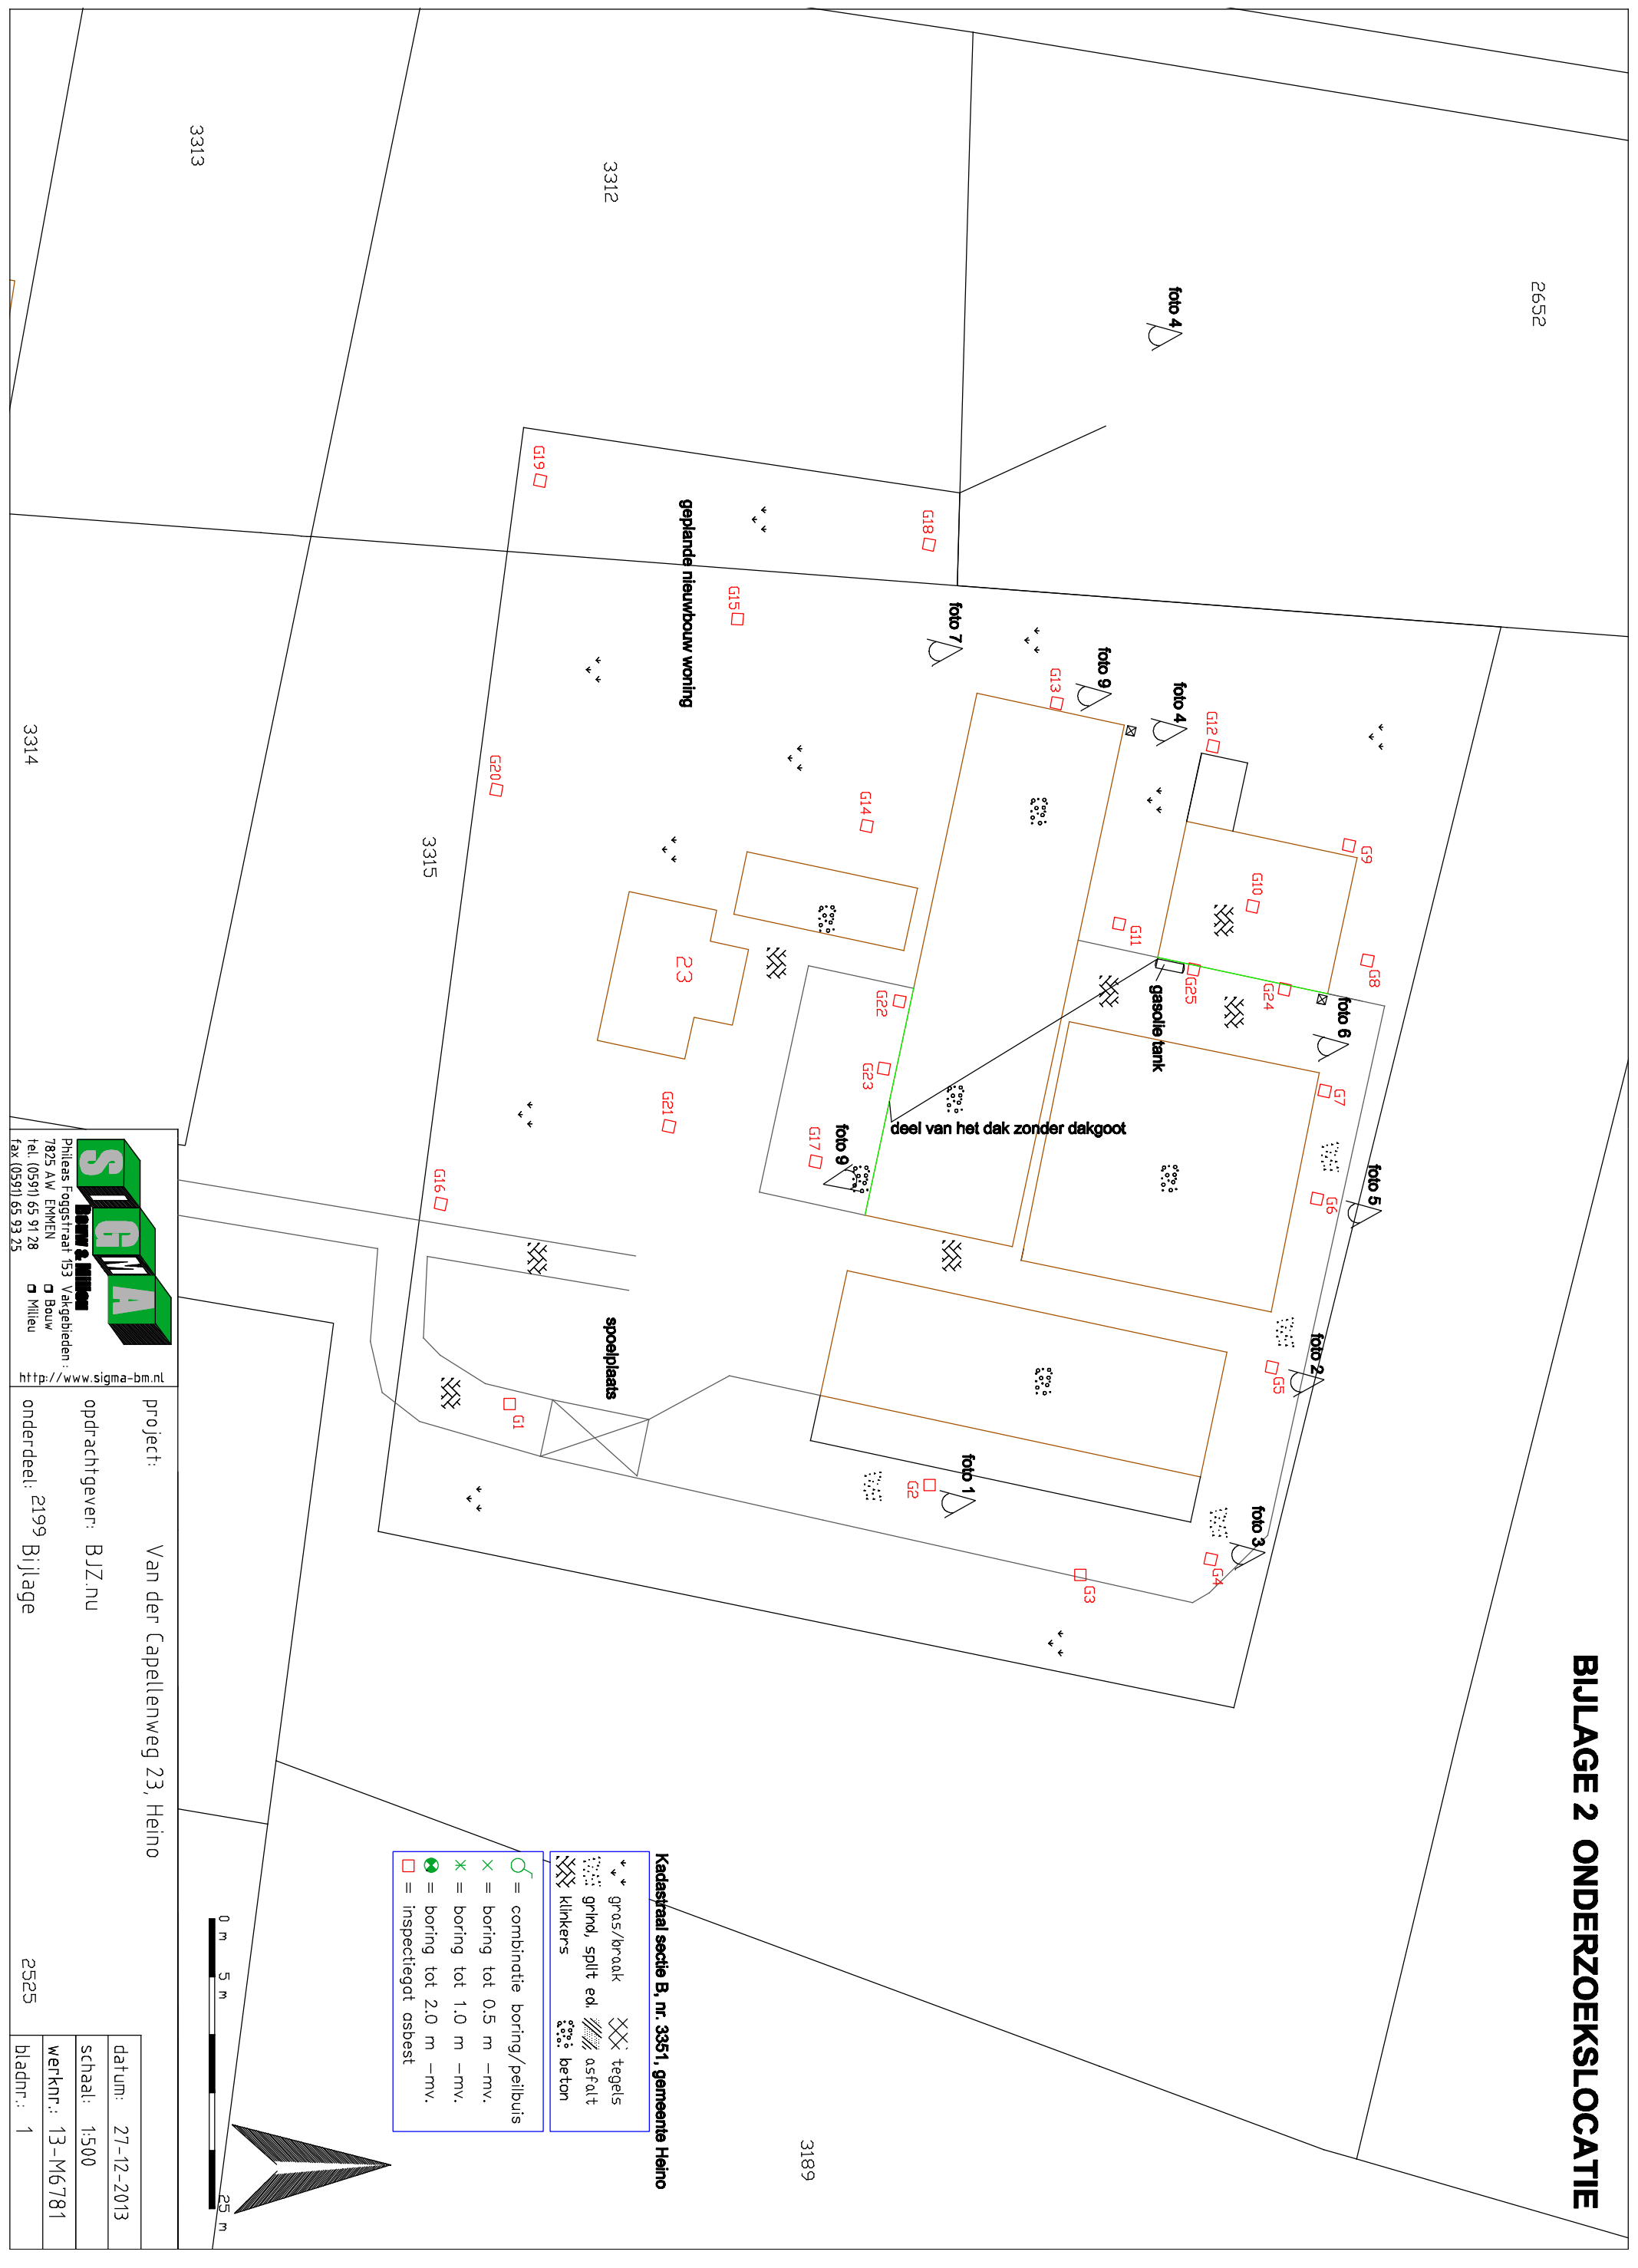 BIJLAGE 2 ONDERZOEKSLOCATIE
2652
3312
3313
3314
3315
3189
2525
foto 4
foto 7
foto 9
foto 4
foto 6
foto 5
foto 2
foto 3
foto 1
foto 9
G19
G18
G15
G13
G12
G9
G10
G8
G11
G25
G24
G7
G6
G5
G4
G3
G2
G1
G14
G20
G22
G23
G21
G17
G16
23
geplande nieuwbouw woning
gasolie tank
deel van het dak zonder dakgoot
spoelplaats
Kadastraal sectie B, nr. 3351, gemeente Heino
gras/braak
tegels
grind, split ed.
asfalt
klinkers
beton
= combinatie boring/peilbuis
= boring tot 0.5 m -mv.
= boring tot 1.0 m -mv.
= boring tot 2.0 m -mv.
= inspectiegat asbest
0 m
5 m
25 m
SIGMA
Bouw & Milieu
Phileas Foggstraat 153
7825 AW EMMEN
tel. (0591) 65 91 28
fax (0591) 65 93 25
Vakgebieden :
Bouw
Milieu
http://www.sigma-bm.nl
project: Van der Capellenweg 23, Heino
opdrachtgever: BJZ.nu
onderdeel: 2199 Bijlage
datum: 27-12-2013
schaal: 1:500
werknr.: 13-M6781
bladnr.: 1